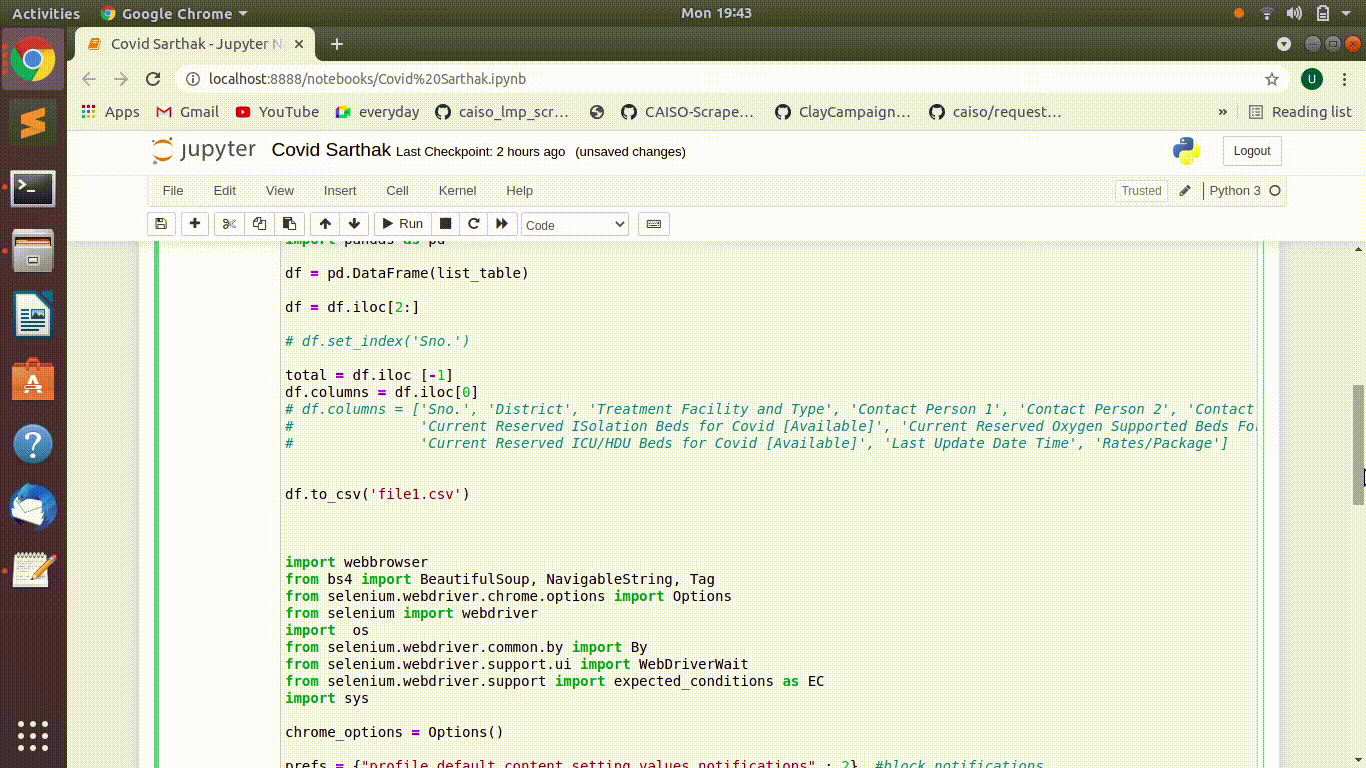 Activities Google Chrome Mon 19:43
Covid Sarthak - Jupyter N
localhost:8888/notebooks/Covid%20Sarthak.ipynb U
Apps Gmail YouTube everyday caiso_lmp_scr… CAISO-Scrape… ClayCampaign… caiso/request… » Reading list
jupyter Covid Sarthak Last Checkpoint: 2 hours ago (unsaved changes) Logout
File Edit View Insert Cell Kernel Help Trusted Python 3
Run Code
import pandas as pd
df = pd.DataFrame(list_table)
df = df.iloc[2:]
# df.set_index('Sno.')
total = df.iloc [-1]
df.columns = df.iloc[0]
# df.columns = ['Sno.', 'District', 'Treatment Facility and Type', 'Contact Person 1', 'Contact Person 2', 'Contact
# 'Current Reserved ISolation Beds for Covid [Available]', 'Current Reserved Oxygen Supported Beds For
# 'Current Reserved ICU/HDU Beds for Covid [Available]', 'Last Update Date Time', 'Rates/Package']
df.to_csv('file1.csv')
import webbrowser
from bs4 import BeautifulSoup, NavigableString, Tag
from selenium.webdriver.chrome.options import Options
from selenium import webdriver
import  os
from selenium.webdriver.common.by import By
from selenium.webdriver.support.ui import WebDriverWait
from selenium.webdriver.support import expected_conditions as EC
import sys
chrome_options = Options()
prefs = {"profile.default_content_setting_values.notifications" : 2} #block notifications